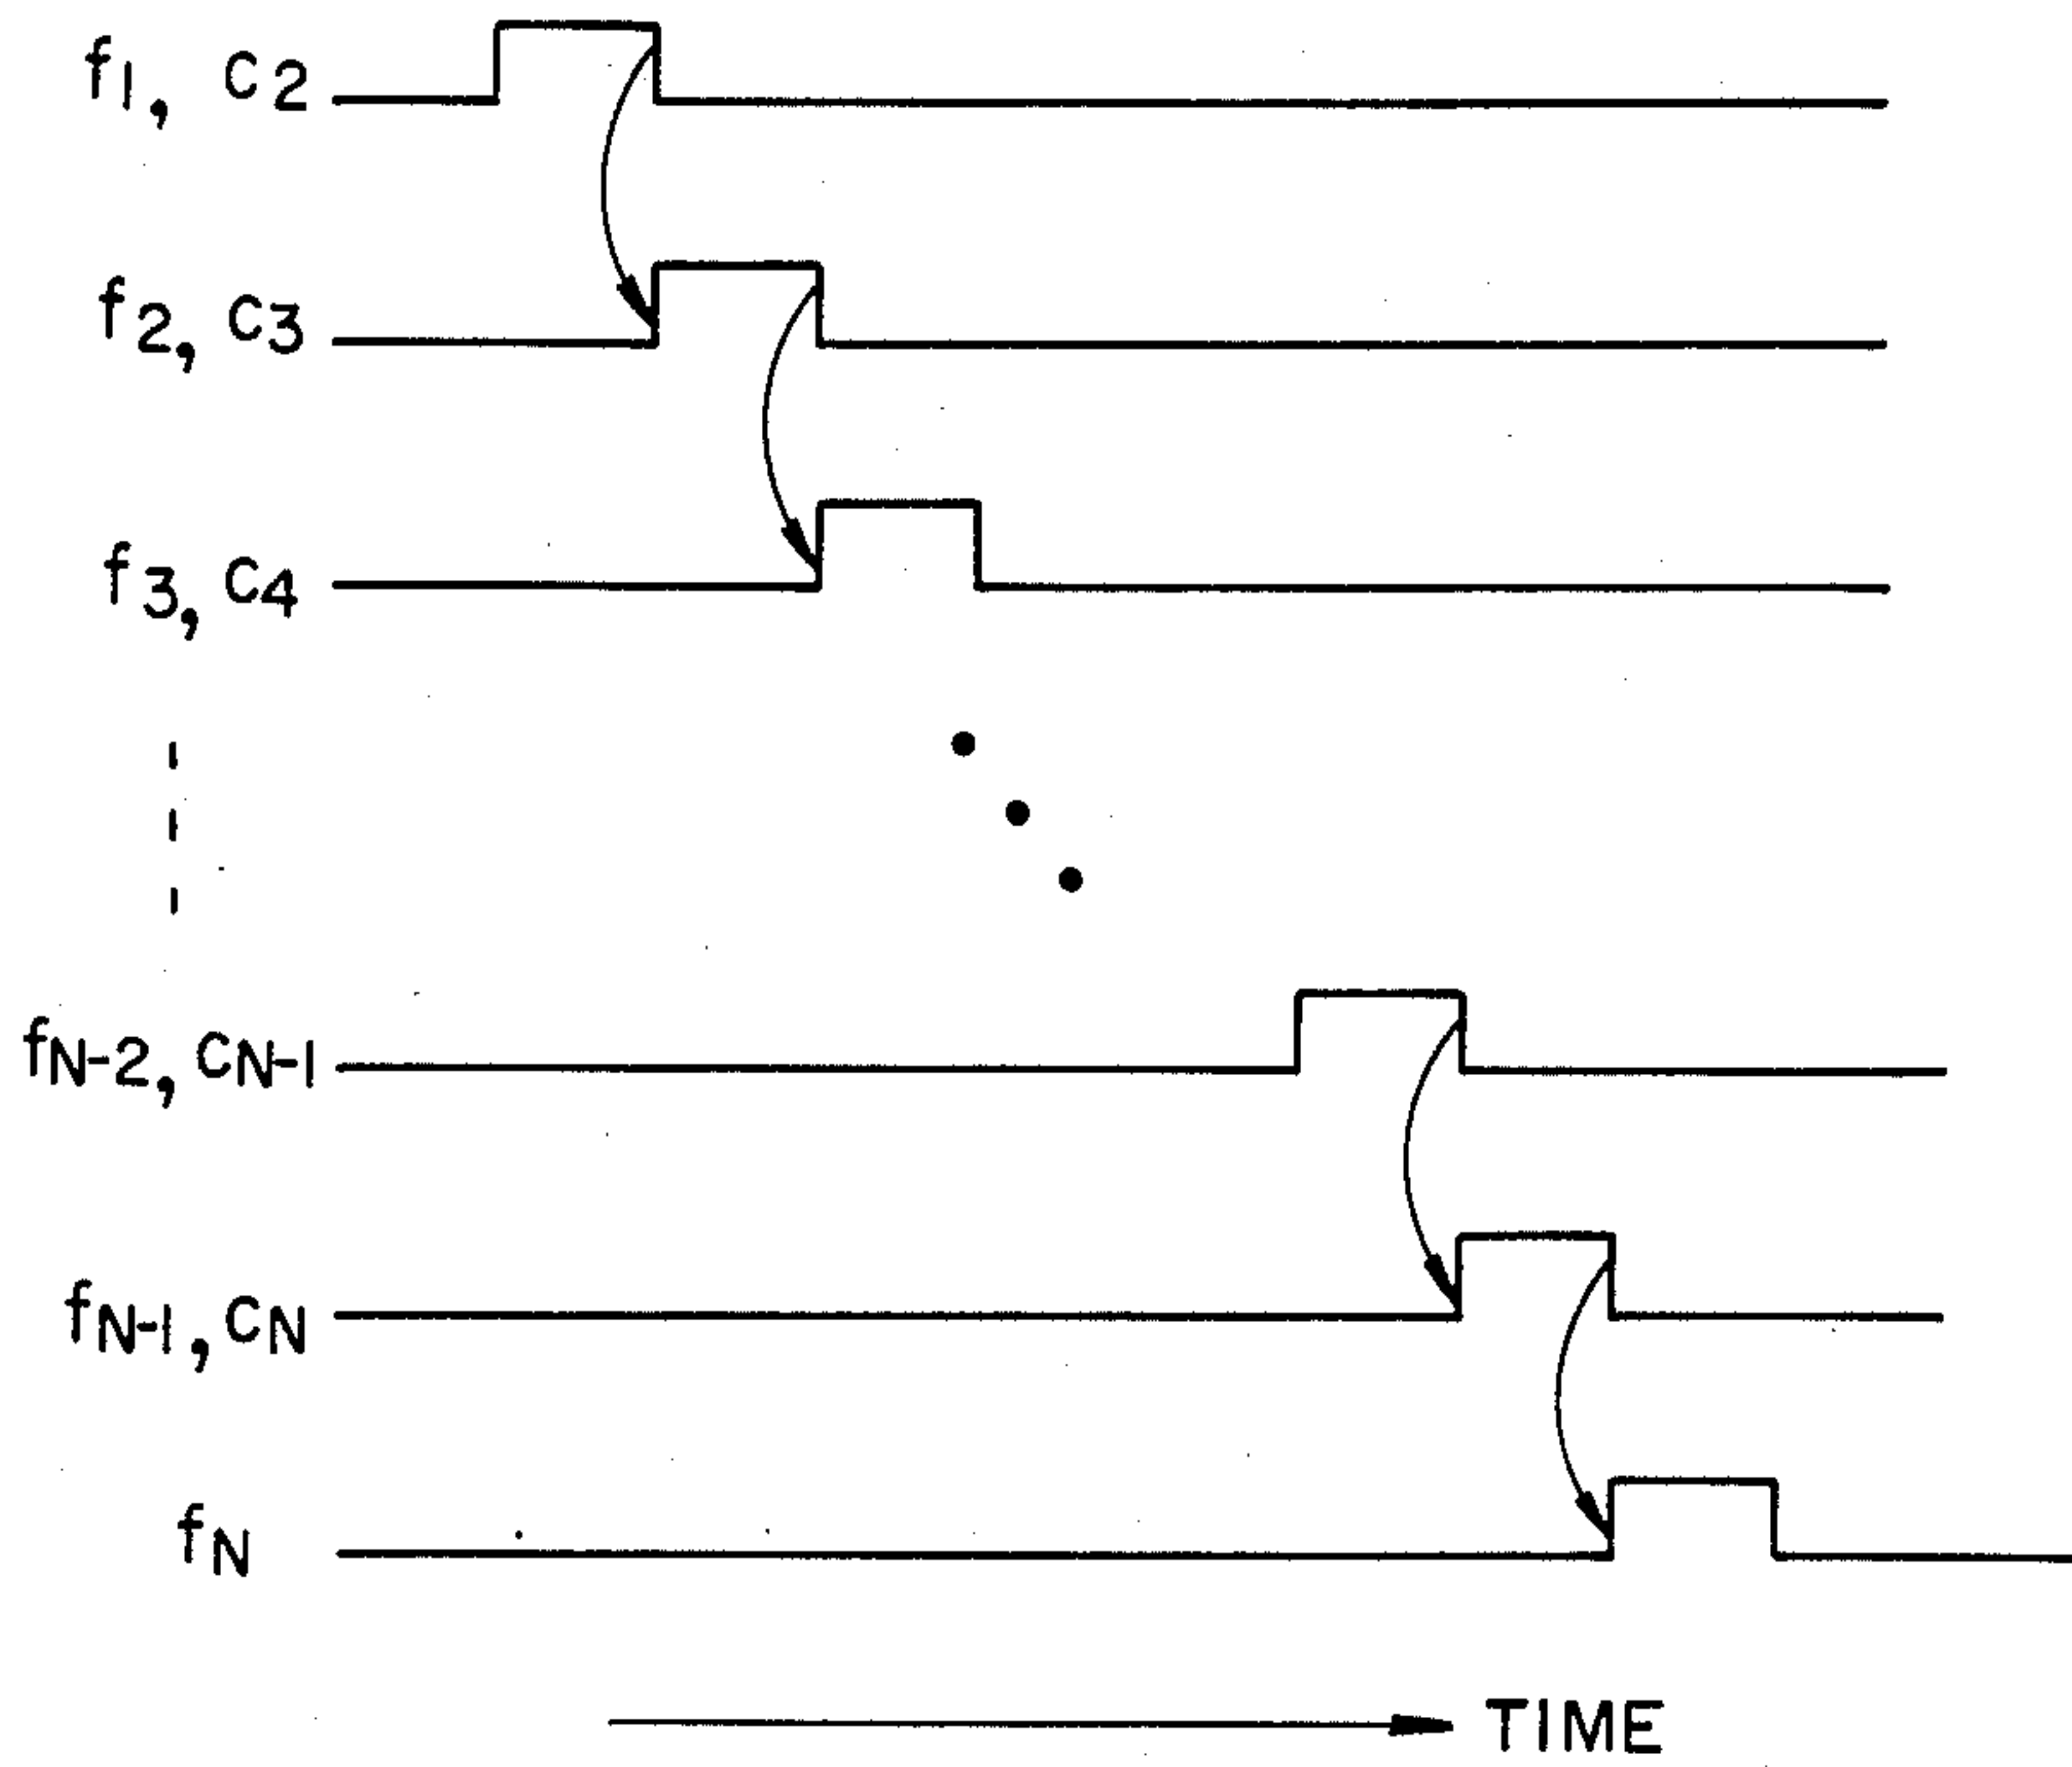 f1, C2
f2, C3
f3, C4
fN-2, CN-1
fN-1, CN
fN
TIME